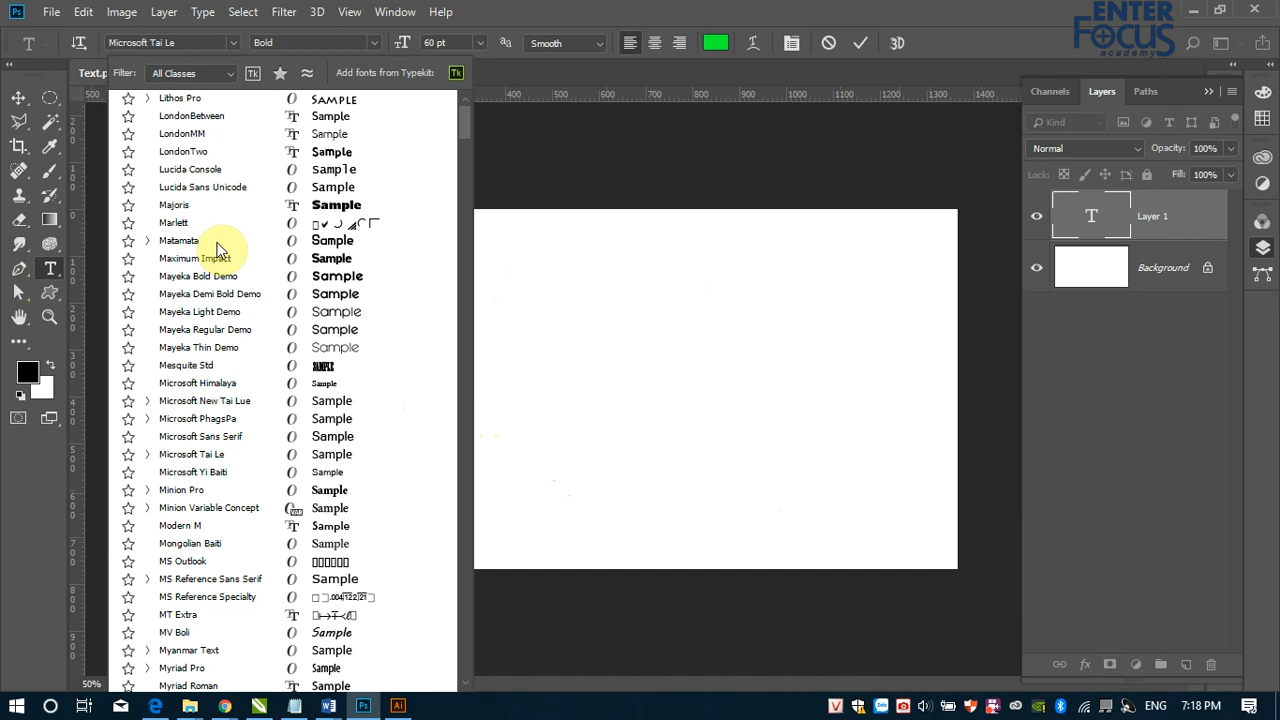 Ps File Edit Image Layer Type Select Filter 3D View Window Help
ENTER
FOCUS
academy
Microsoft Tai Le Bold 60 pt Smooth 3D
Filter: All Classes Tk Add fonts from Typekit: Tk
Text.p
500 400 500 600 700 800 900 1000 1100 1200 1300 1400
Channels Layers Paths
Kind
Normal Opacity: 100%
Lock: Fill: 100%
T Layer 1
Background
Lithos Pro SAMPLE
LondonBetween Sample
LondonMM Sample
LondonTwo Sample
Lucida Console Sample
Lucida Sans Unicode Sample
Majoris Sample
Marlett
Matamata Sample
Maximum Impact Sample
Mayeka Bold Demo Sample
Mayeka Demi Bold Demo Sample
Mayeka Light Demo Sample
Mayeka Regular Demo Sample
Mayeka Thin Demo Sample
Mesquite Std SAMPLE
Microsoft Himalaya Sample
Microsoft New Tai Lue Sample
Microsoft PhagsPa Sample
Microsoft Sans Serif Sample
Microsoft Tai Le Sample
Microsoft Yi Baiti Sample
Minion Pro Sample
Minion Variable Concept Sample
Modern M Sample
Mongolian Baiti Sample
MS Outlook
MS Reference Sans Serif Sample
MS Reference Specialty
MT Extra
MV Boli Sample
Myanmar Text Sample
Myriad Pro Sample
Myriad Roman Sample
50%
ENG 7:18 PM